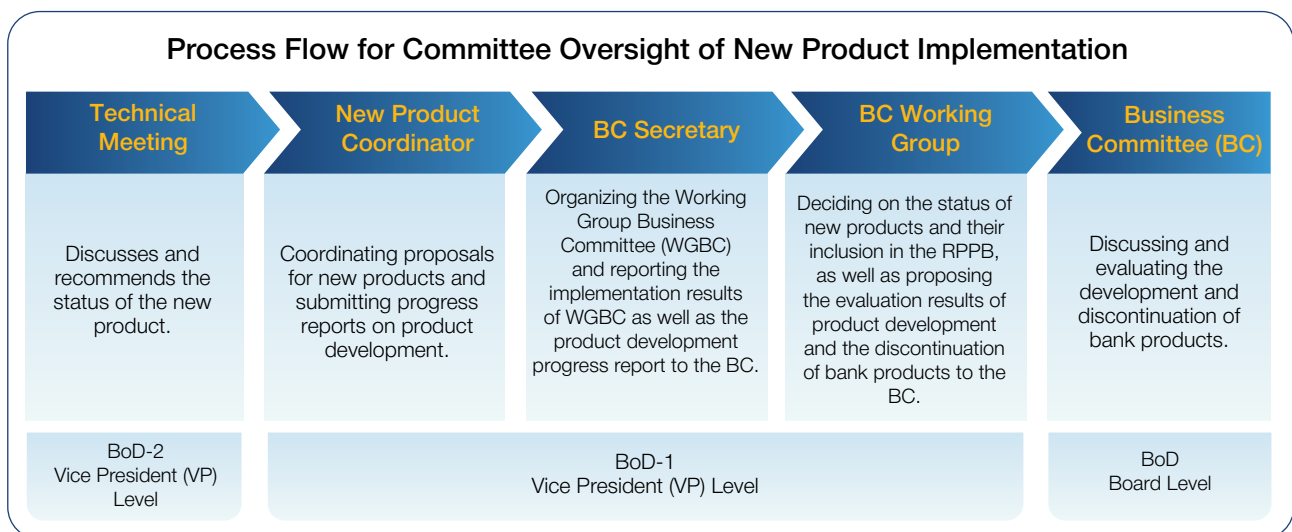 Process Flow for Committee Oversight of New Product Implementation
Technical
Meeting
New Product
Coordinator
BC Secretary
BC Working
Group
Business
Committee (BC)
Discusses and
recommends the
status of the new
product.
Coordinating proposals
for new products and
submitting progress
reports on product
development.
Organizing the Working
Group Business
Committee (WGBC)
and reporting the
implementation results
of WGBC as well as the
product development
progress report to the BC.
Deciding on the status of
new products and their
inclusion in the RPPB,
as well as proposing
the evaluation results of
product development
and the discontinuation
of bank products to the
BC.
Discussing and
evaluating the
development and
discontinuation of
bank products.
BoD-2
Vice President (VP)
Level
BoD-1
Vice President (VP) Level
BoD
Board Level